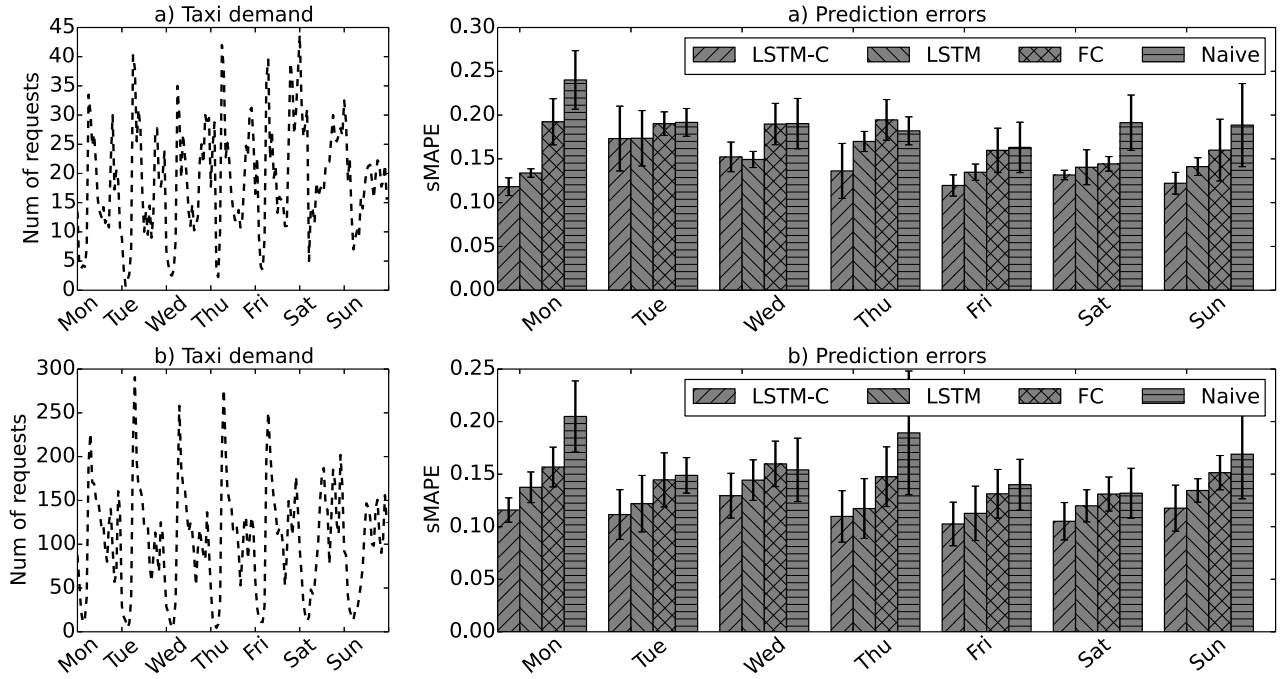 a) Taxi demand
Num of requests
45
40
35
30
25
20
15
10
5
0
Mon Tue Wed Thu Fri Sat Sun
a) Prediction errors
sMAPE
0.30
0.25
0.20
0.15
0.10
0.05
0.00
LSTM-C LSTM FC Naive
Mon Tue Wed Thu Fri Sat Sun
b) Taxi demand
Num of requests
300
250
200
150
100
50
0
Mon Tue Wed Thu Fri Sat Sun
b) Prediction errors
sMAPE
0.25
0.20
0.15
0.10
0.05
0.00
LSTM-C LSTM FC Naive
Mon Tue Wed Thu Fri Sat Sun